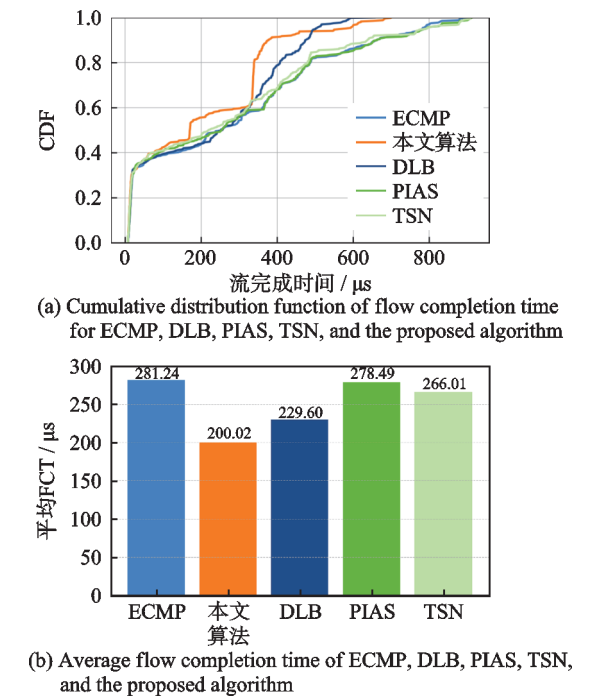 1.0
0.8
0.6
0.4
0.2
0.0
CDF
ECMP
本文算法
DLB
PIAS
TSN
0 200 400 600 800
流完成时间 / μs
(a) Cumulative distribution function of flow completion time
for ECMP, DLB, PIAS, TSN, and the proposed algorithm
300
250
200
150
100
50
0
平均FCT / μs
281.24
200.02
229.60
278.49
266.01
ECMP 本文 DLB PIAS TSN
算法
(b) Average flow completion time of ECMP, DLB, PIAS, TSN,
and the proposed algorithm